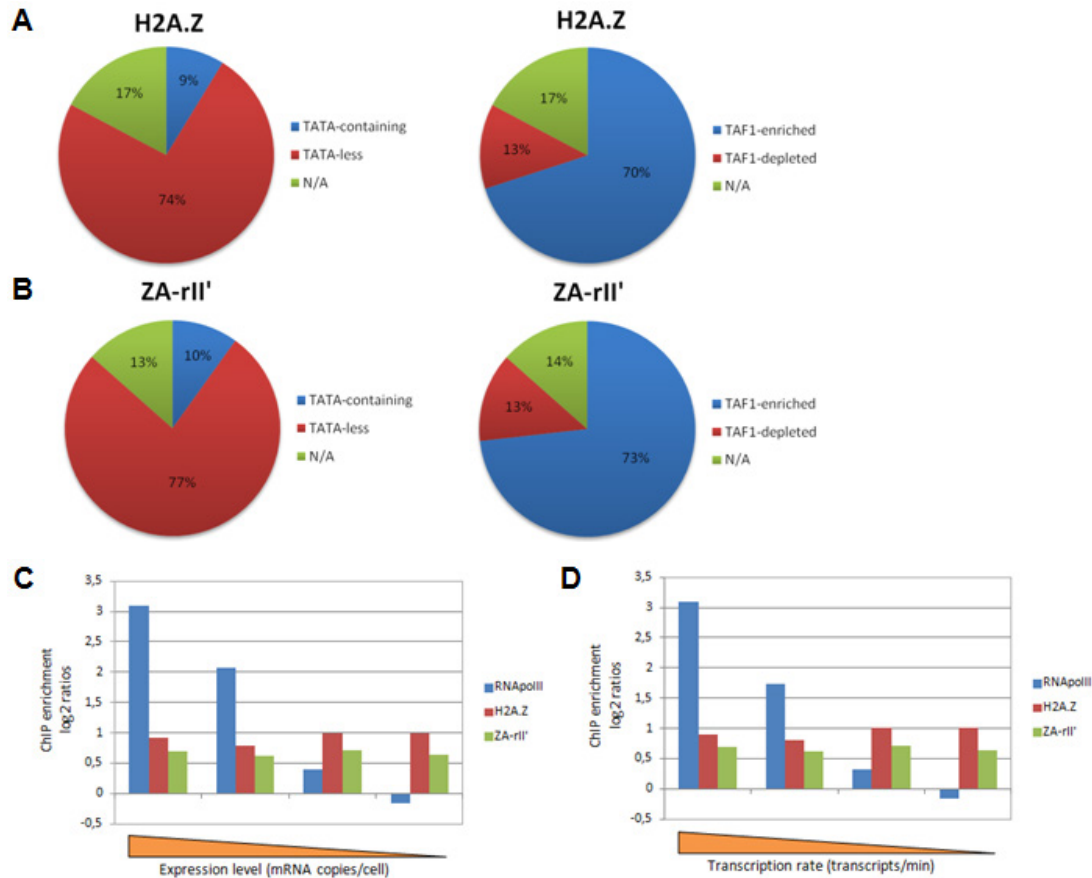 A
H2A.Z
9%
17%
74%
TATA-containing
TATA-less
N/A
H2A.Z
17%
13%
70%
TAF1-enriched
TAF1-depleted
N/A
B
ZA-rII'
13%
10%
77%
TATA-containing
TATA-less
N/A
ZA-rII'
14%
13%
73%
TAF1-enriched
TAF1-depleted
N/A
C
ChIP enrichment
log2 ratios
3,5
3
2,5
2
1,5
1
0,5
0
-0,5
RNApolII
H2A.Z
ZA-rII'
Expression level (mRNA copies/cell)
D
ChIP enrichment
log2 ratios
3,5
3
2,5
2
1,5
1
0,5
0
-0,5
RNApolII
H2A.Z
ZA-rII'
Transcription rate (transcripts/min)